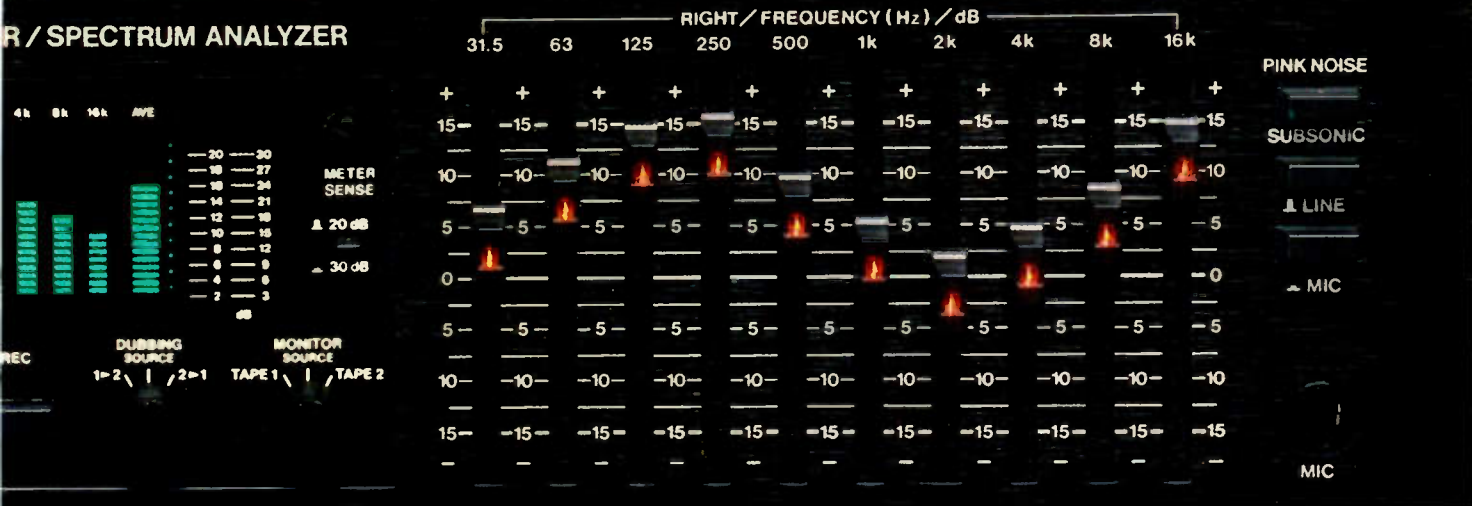 R/SPECTRUM ANALYZER
4k 8k 16k AVE
20 30
18 27
16 24
14 21
12 18
10 15
8 12
6 9
4 6
2 3
dB
METER
SENSE
20 dB
30 dB
REC
DUBBING
SOURCE
1►2 2►1
MONITOR
SOURCE
TAPE 1 TAPE 2
RIGHT/FREQUENCY (Hz)/dB
31.5 63 125 250 500 1k 2k 4k 8k 16k
+ + + + + + + + + + +
15 15 15 15 15 15 15 15 15 15 15
10 10 10 10 10 10 10 10 10 10 10
5 5 5 5 5 5 5 5 5
0 0
5 5 5 5 5 5 5 5 5 5 5
10 10 10 10 10 10 10 10 10 10 10
15 15 15 15 15 15 15 15 15 15 15
- - - - - - - - - - -
PINK NOISE
SUBSONIC
LINE
MIC
MIC